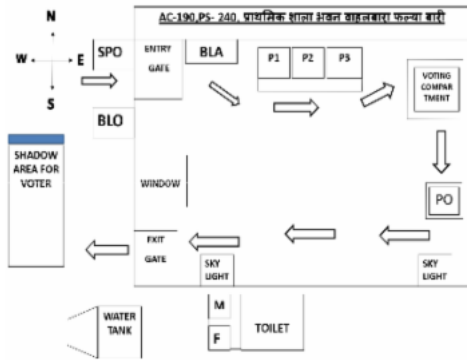 AC-190,PS- 240, प्राथमिक शाला भवन वाहलबारा फल्या बारी
N
W E
S
SPO
ENTRY
GATE
BLA
P1 P2 P3
VOTING COMPAR
TMENT
BLO
SHADOW
AREA FOR
VOTER
WINDOW
PO
EXIT
GATE
SKY
LIGHT
SKY
LIGHT
WATER
TANK
M
F
TOILET